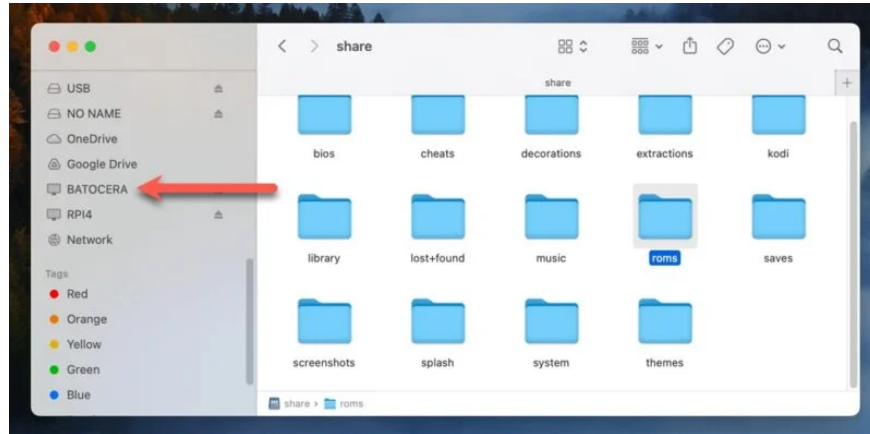 share
USB
NO NAME
OneDrive
Google Drive
BATOCERA
RPI4
Network
Tags
Red
Orange
Yellow
Green
Blue
share
bios cheats decorations extractions kodi
library lost+found music roms saves
screenshots splash system themes
share › roms